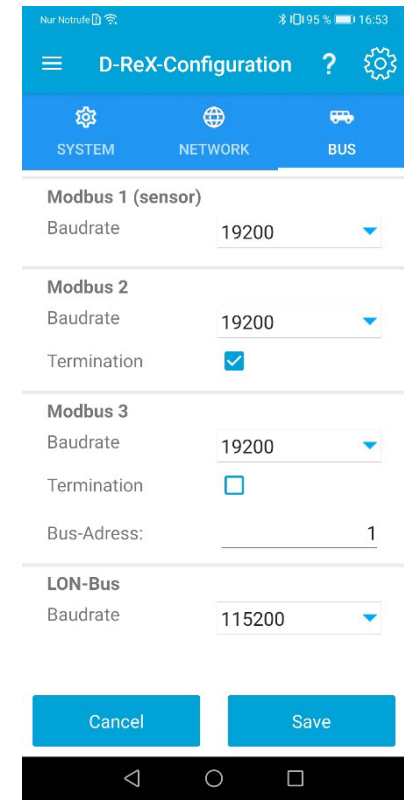 Nur Notrufe 95 % 16:53
D-ReX-Configuration ?
SYSTEM NETWORK BUS
Modbus 1 (sensor)
Baudrate 19200
Modbus 2
Baudrate 19200
Termination
Modbus 3
Baudrate 19200
Termination
Bus-Adress: 1
LON-Bus
Baudrate 115200
Cancel Save